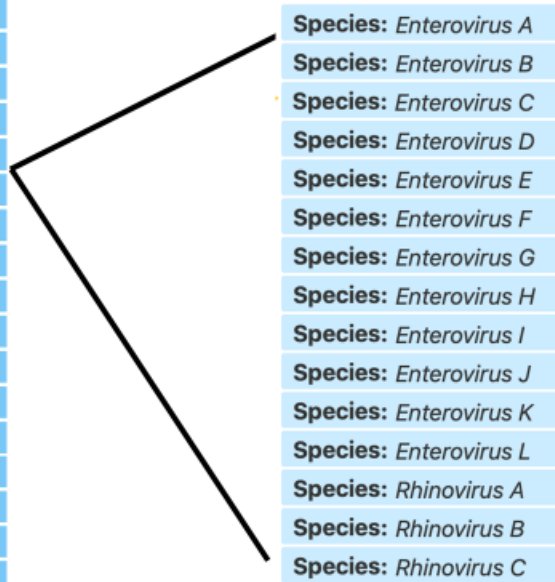 Species: Enterovirus A
Species: Enterovirus B
Species: Enterovirus C
Species: Enterovirus D
Species: Enterovirus E
Species: Enterovirus F
Species: Enterovirus G
Species: Enterovirus H
Species: Enterovirus I
Species: Enterovirus J
Species: Enterovirus K
Species: Enterovirus L
Species: Rhinovirus A
Species: Rhinovirus B
Species: Rhinovirus C